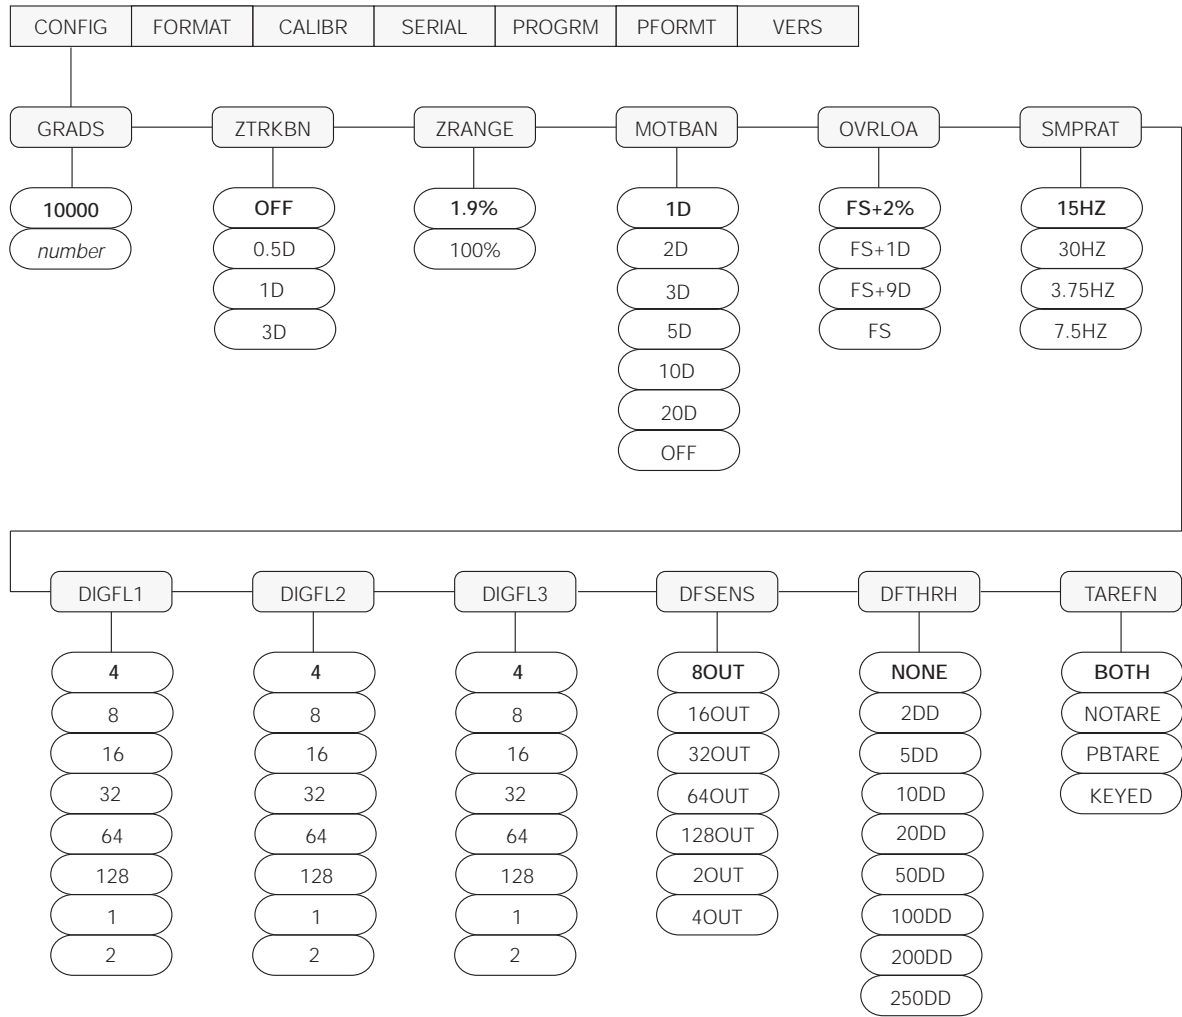 CONFIG FORMAT CALIBR SERIAL PROGRM PFORMT VERS
GRADS ZTRKBN ZRANGE MOTBAN OVRLOA SMPRAT
10000 OFF 1.9% 1D FS+2% 15HZ
number 0.5D 100% 2D FS+1D 30HZ
1D 3D FS+9D 3.75HZ
3D 5D FS 7.5HZ
10D
20D
OFF
DIGFL1 DIGFL2 DIGFL3 DFSENS DFTHRH TAREFN
4 4 4 8OUT NONE BOTH
8 8 8 16OUT 2DD NOTARE
16 16 16 32OUT 5DD PBTARE
32 32 32 64OUT 10DD KEYED
64 64 64 128OUT 20DD
128 128 128 2OUT 50DD
1 1 1 4OUT 100DD
2 2 2 200DD
250DD